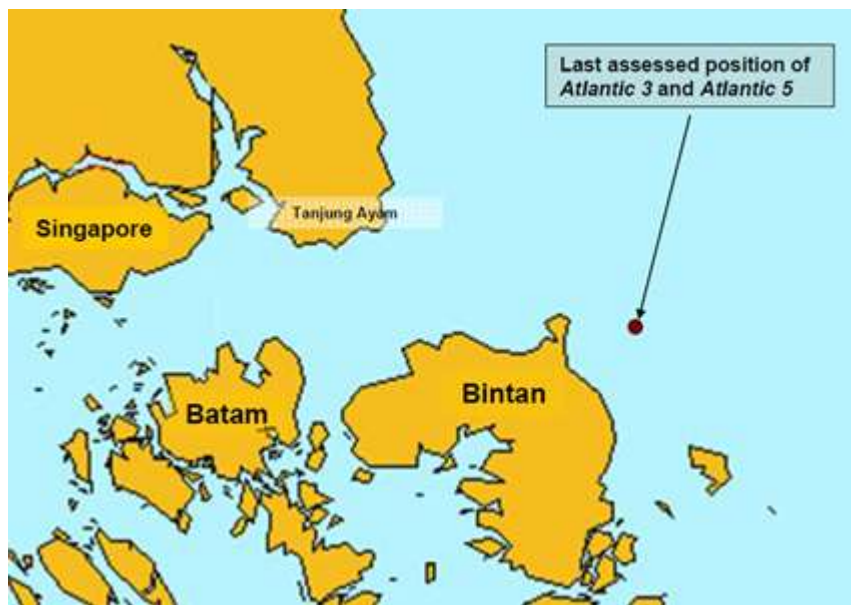 Last assessed position of
Atlantic 3 and Atlantic 5
Tanjung Ayam
Singapore
Bintan
Batam